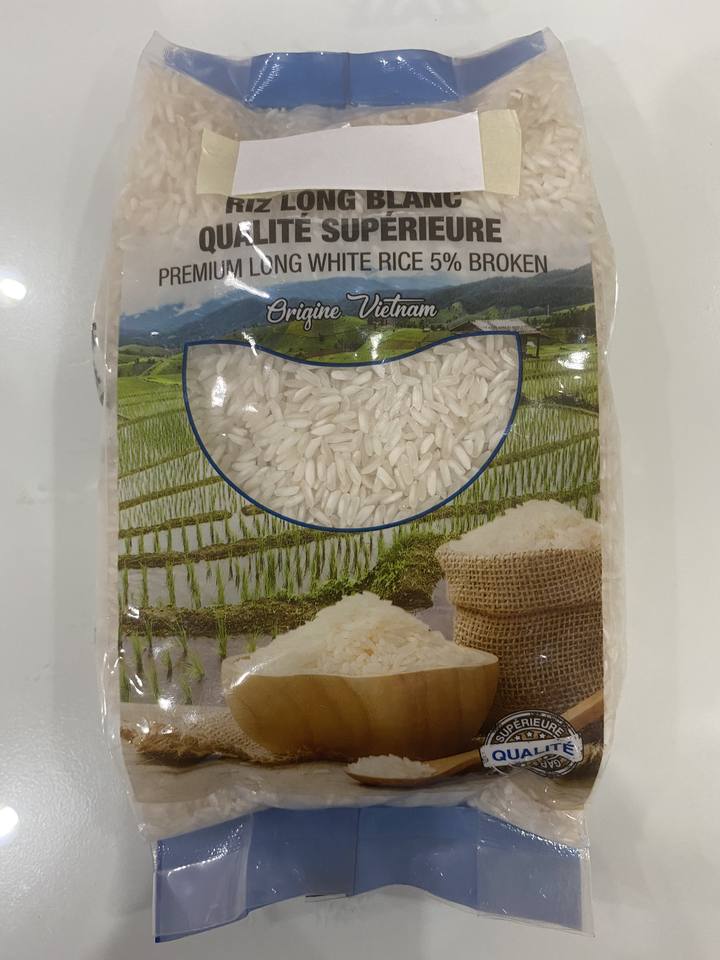 RIZ LONG BLANC
QUALITÉ SUPÉRIEURE
PREMIUM LONG WHITE RICE 5% BROKEN
Origine Vietnam
SUPÉRIEURE
QUALITÉ